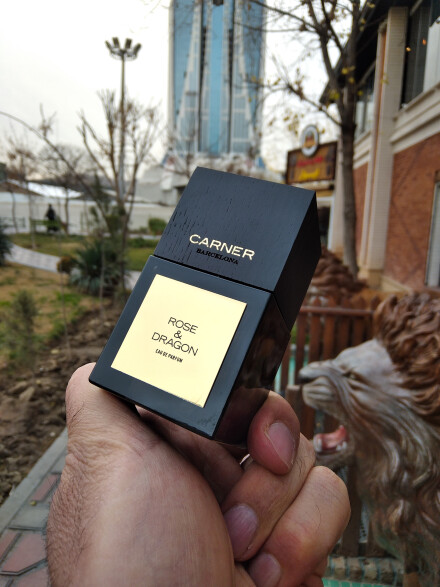 CARNER
BARCELONA
ROSE
&
DRAGON
EAU DE PARFUM